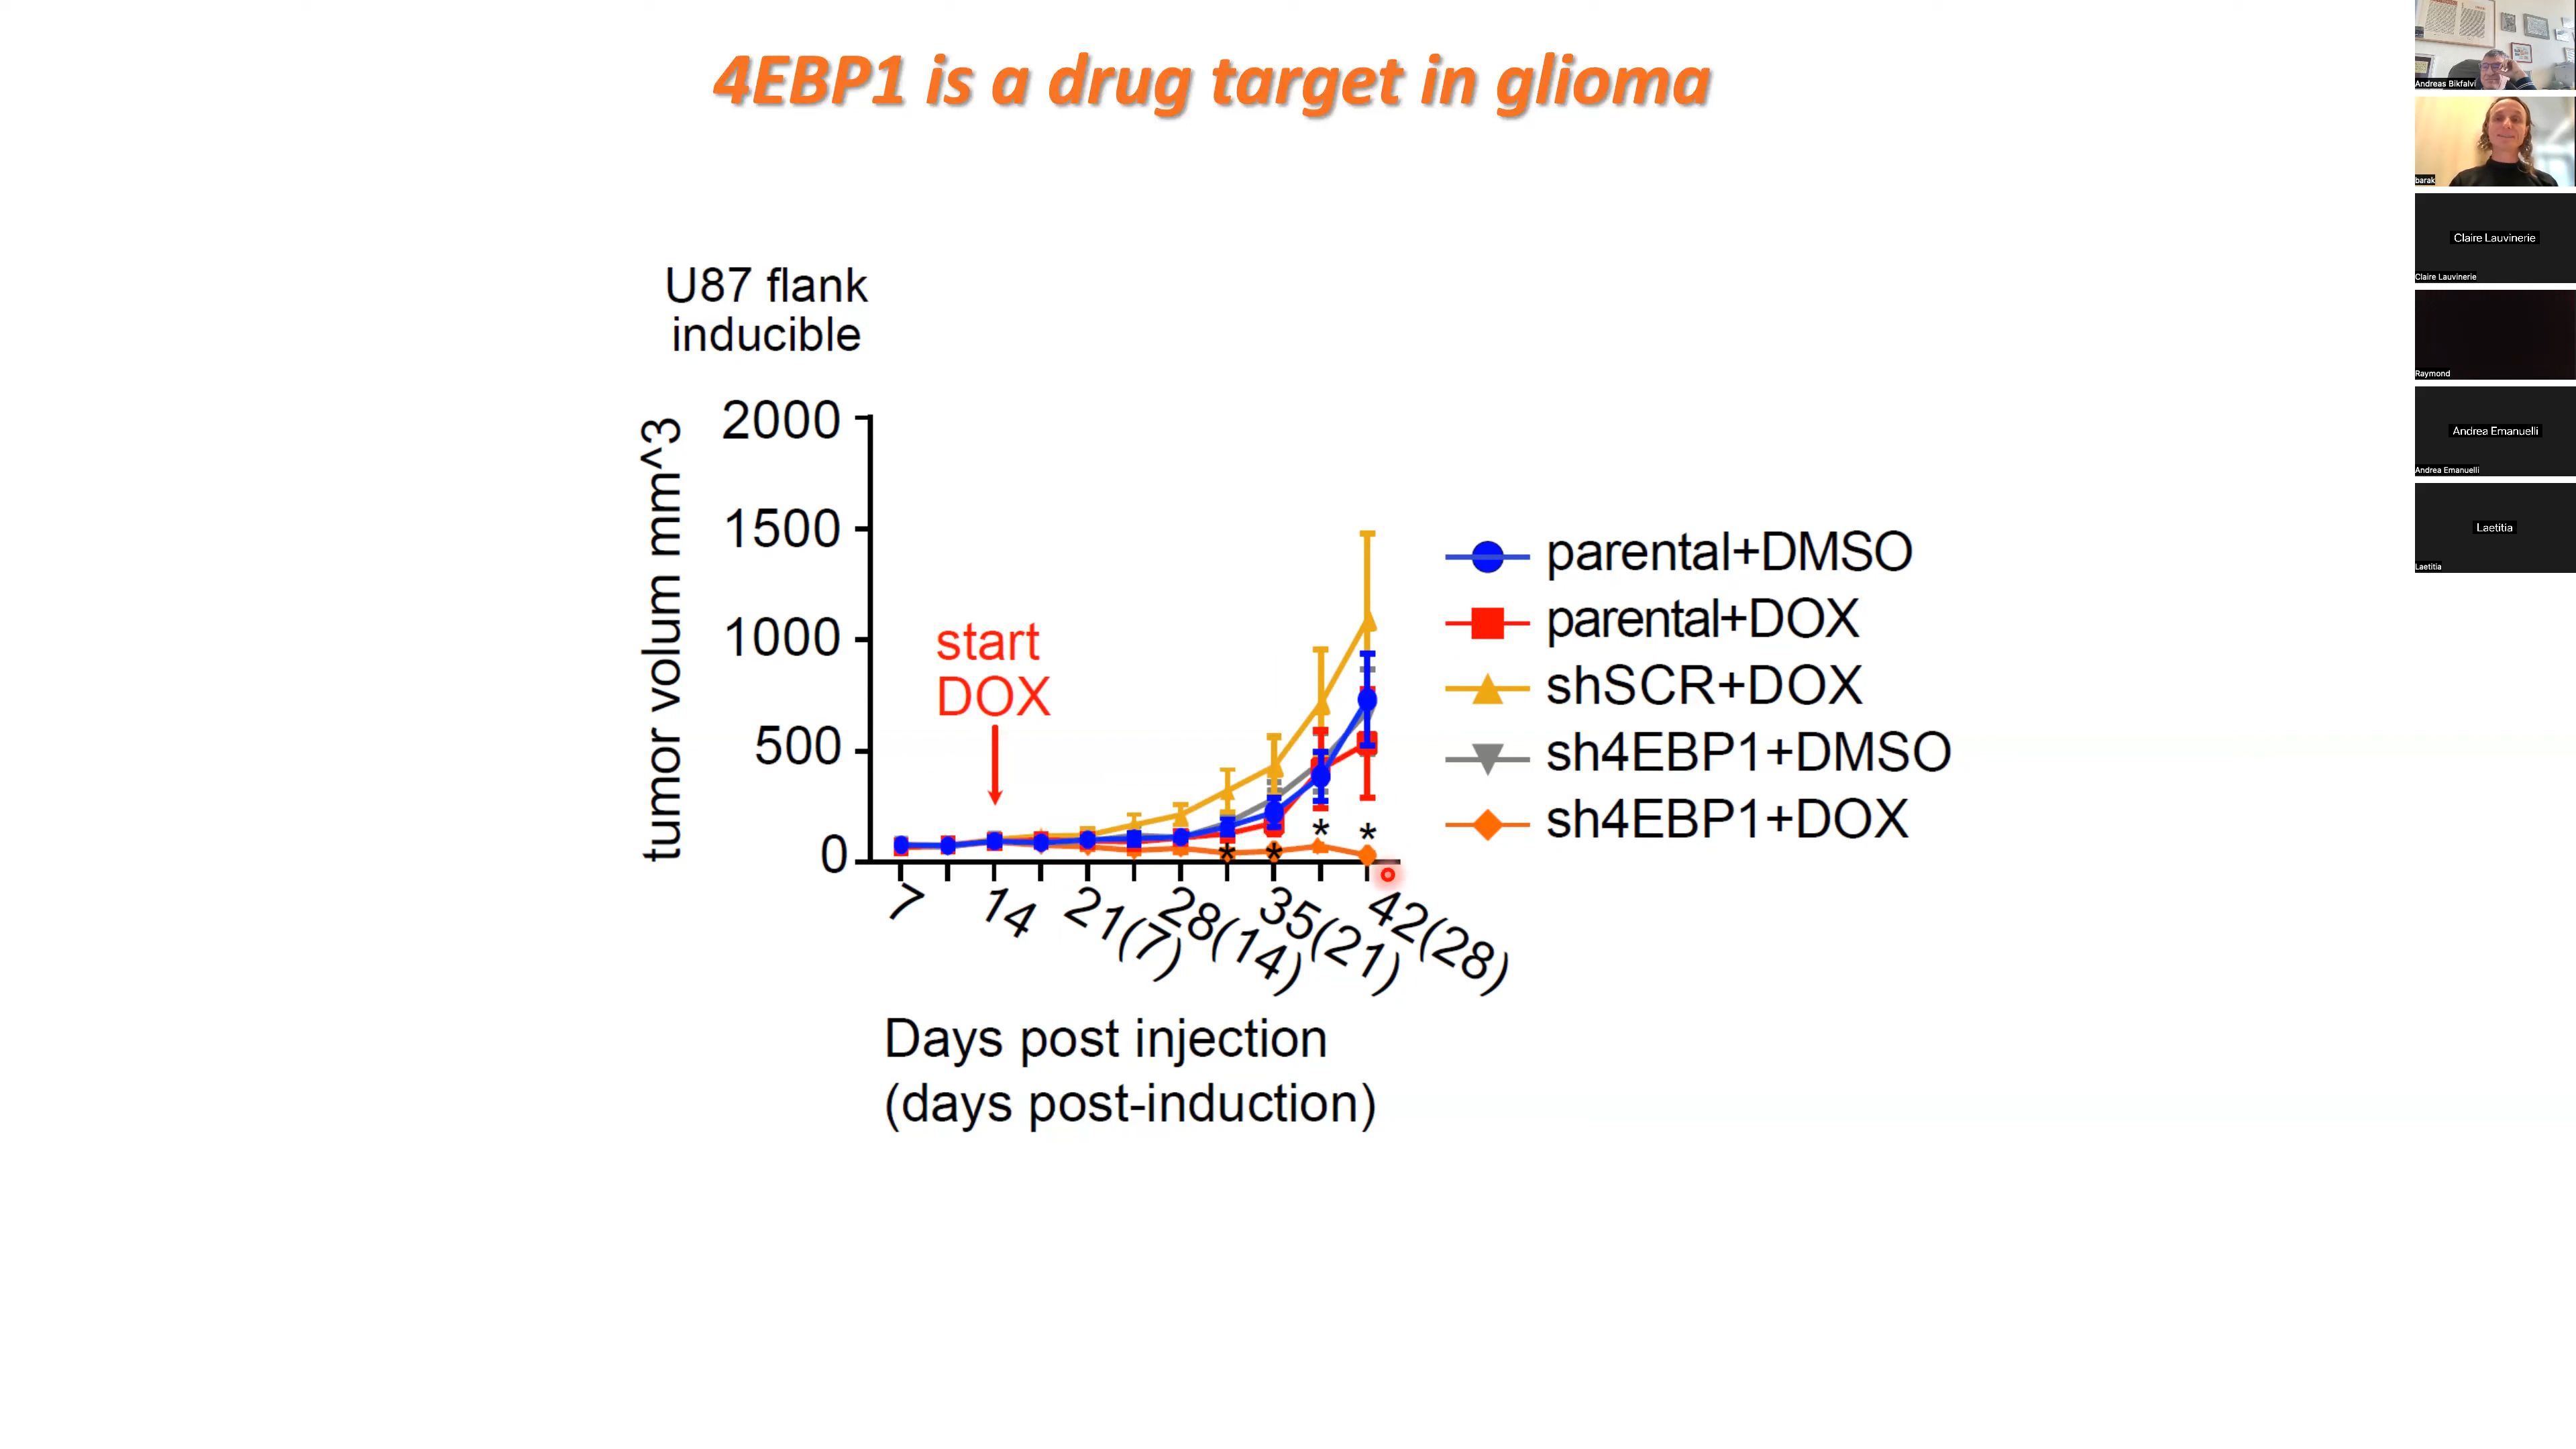 4EBP1 is a drug target in glioma
U87 flank
inducible
tumor volum mm^3
2000
1500
1000
500
0
start
DOX
* * * *
7 14 21(7) 28(14) 35(21) 42(28)
Days post injection
(days post-induction)
parental+DMSO
parental+DOX
shSCR+DOX
sh4EBP1+DMSO
sh4EBP1+DOX
Andreas Bikfalvi
barak
Claire Lauvinerie
Claire Lauvinerie
Raymond
Andrea Emanuelli
Andrea Emanuelli
Laetitia
Laetitia